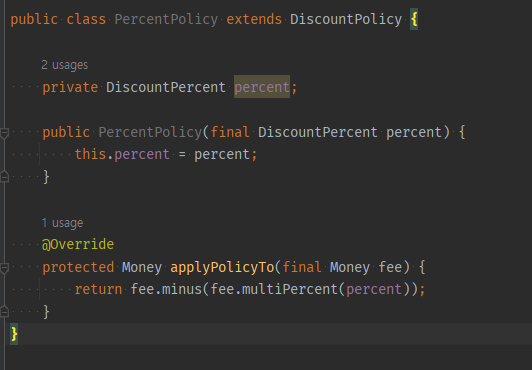 public class PercentPolicy extends DiscountPolicy {
2 usages
private DiscountPercent percent;
public PercentPolicy(final DiscountPercent percent) {
this.percent = percent;
}
1 usage
@Override
protected Money applyPolicyTo(final Money fee) {
return fee.minus(fee.multiPercent(percent));
}
}